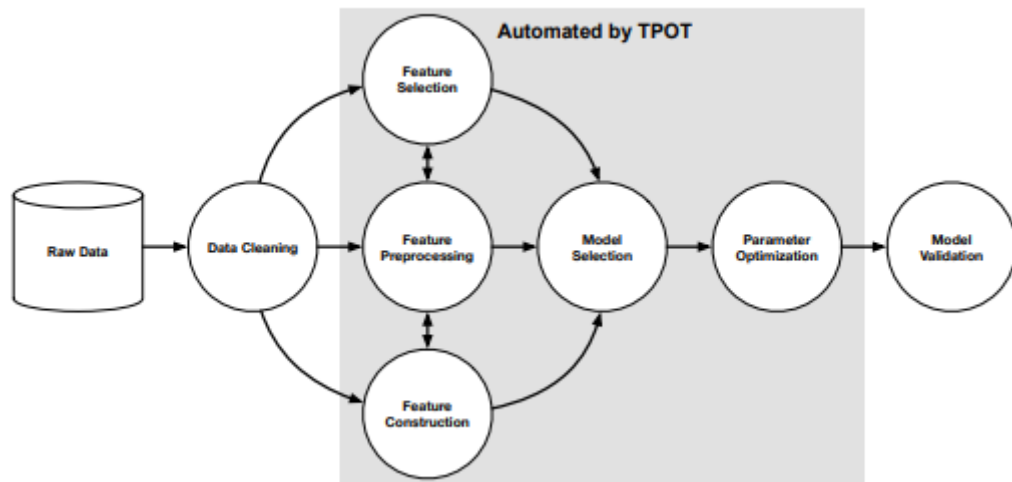 Automated by TPOT
Feature
Selection
Raw Data
Data Cleaning
Feature
Preprocessing
Model
Selection
Parameter
Optimization
Model
Validation
Feature
Construction